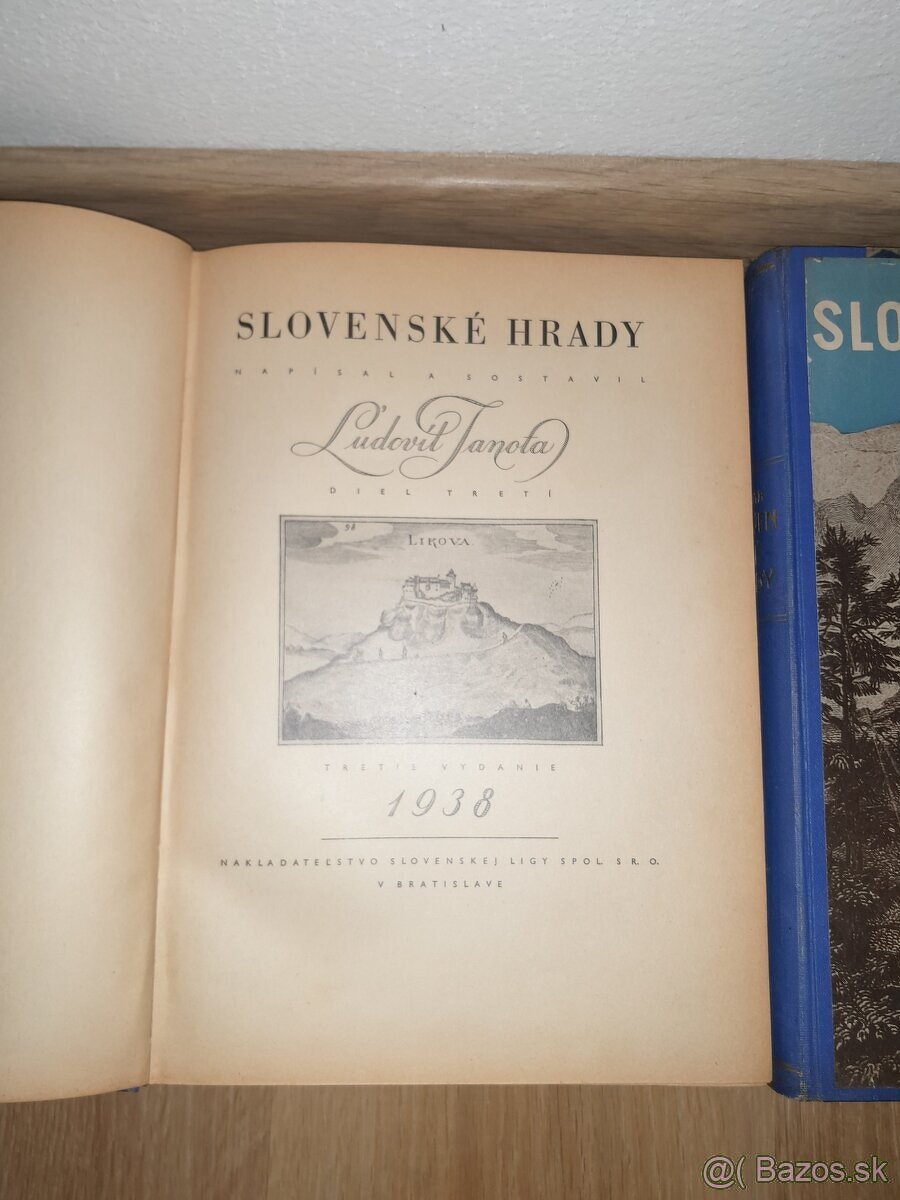 SLOVENSKÉ HRADY
NAPÍSAL A SOSTAVIL
Ľudovít Janota
DIEL TRETÍ
98
LIKOVA.
TRETIE VYDANIE
1938
NAKLADATEĽSTVO SLOVENSKEJ LIGY SPOL. S R. O.
V BRATISLAVE
SLO
@( Bazos.sk